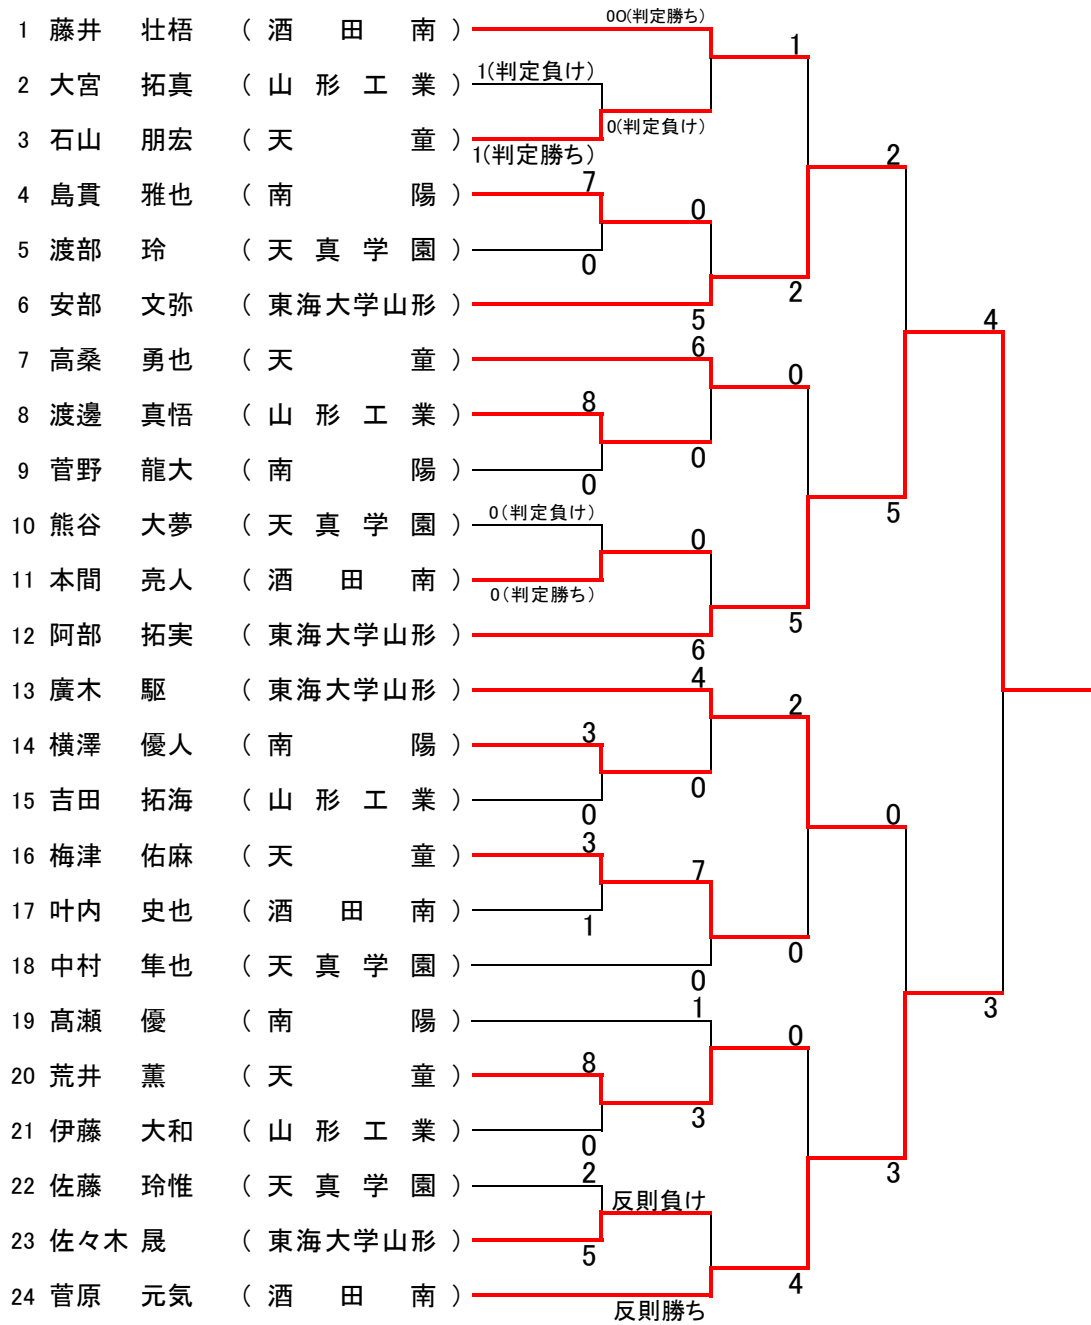 00(判定勝ち)
1 藤井 壮梧 ( 酒 田 南 )
1
2 大宮 拓真 ( 山 形 工 業 ) 1(判定負け)
0(判定負け)
3 石山 朋宏 ( 天 童 ) 1(判定勝ち)
2
4 島貫 雅也 ( 南 陽 ) 7
0
5 渡部 玲 ( 天 真 学 園 ) 0
2
6 安部 文弥 ( 東海大学山形 ) 5
4
7 高桑 勇也 ( 天 童 ) 6
0
8 渡邊 真悟 ( 山 形 工 業 ) 8
0
9 菅野 龍大 ( 南 陽 ) 0
5
10 熊谷 大夢 ( 天 真 学 園 ) 0(判定負け)
0
11 本間 亮人 ( 酒 田 南 ) 0(判定勝ち)
5
12 阿部 拓実 ( 東海大学山形 ) 6
13 廣木 駆 ( 東海大学山形 ) 4
2
14 横澤 優人 ( 南 陽 ) 3
0
15 吉田 拓海 ( 山 形 工 業 ) 0
0
16 梅津 佑麻 ( 天 童 ) 3
7
17 叶内 史也 ( 酒 田 南 ) 1
0
18 中村 隼也 ( 天 真 学 園 ) 0
3
19 髙瀬 優 ( 南 陽 ) 1
0
20 荒井 薫 ( 天 童 ) 8
3
21 伊藤 大和 ( 山 形 工 業 ) 0
3
22 佐藤 玲惟 ( 天 真 学 園 ) 2
反則負け
23 佐々木 晟 ( 東海大学山形 ) 5
4
24 菅原 元気 ( 酒 田 南 )
反則勝ち